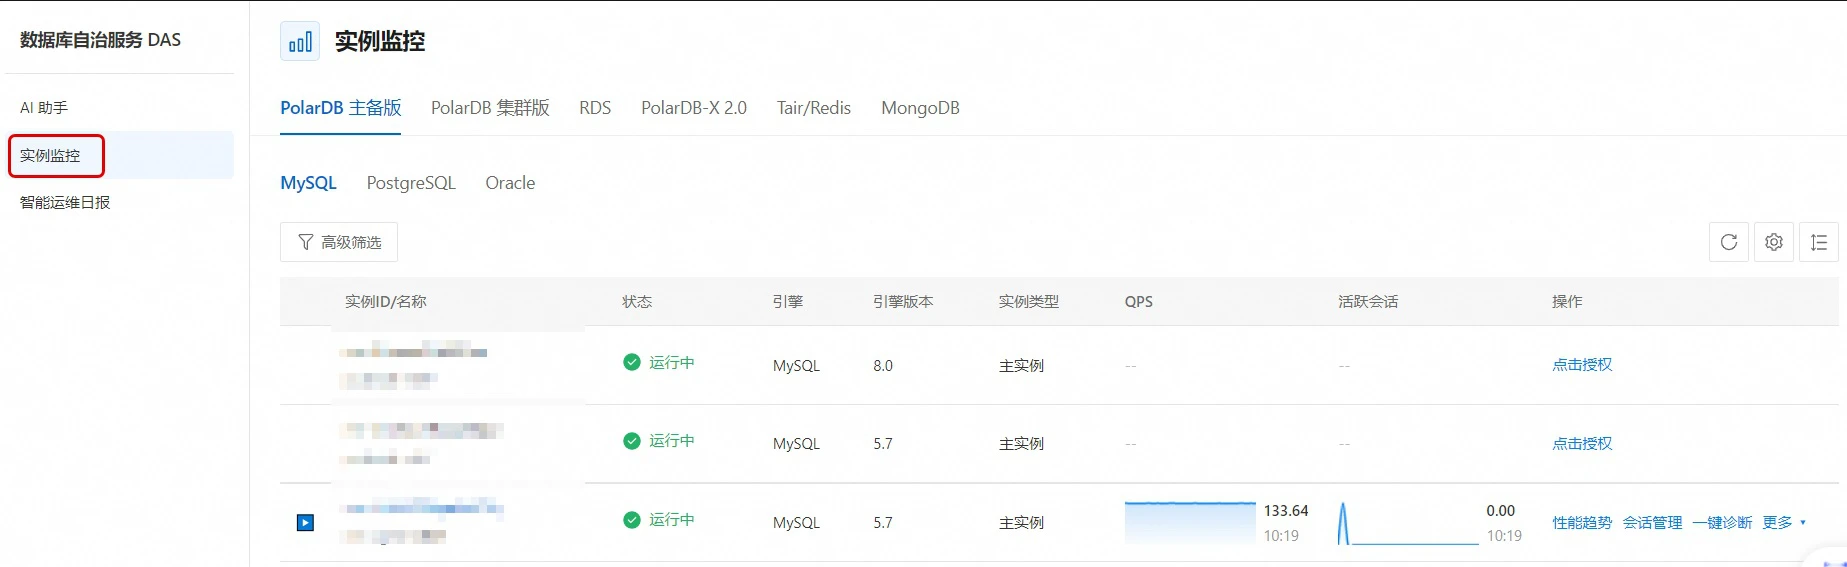 数据库自治服务 DAS
AI 助手
实例监控
智能运维日报
实例监控
PolarDB 主备版 PolarDB 集群版 RDS PolarDB-X 2.0 Tair/Redis MongoDB
MySQL PostgreSQL Oracle
高级筛选
实例ID/名称 状态 引擎 引擎版本 实例类型 QPS 活跃会话 操作
运行中 MySQL 8.0 主实例 -- -- 点击授权
运行中 MySQL 5.7 主实例 -- -- 点击授权
运行中 MySQL 5.7 主实例 133.64 10:19 0.00 10:19 性能趋势 会话管理 一键诊断 更多